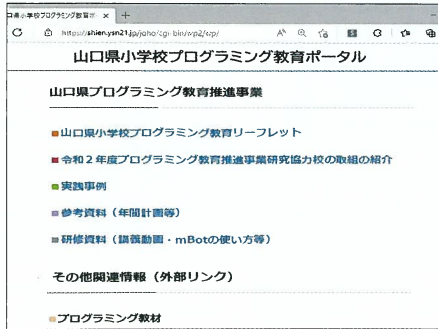 口県小学校プログラミング教育ポー
https://shien.ysn21.jp/joho/cgi-bin/wp2/wp/
山口県小学校プログラミング教育ポータル
山口県プログラミング教育推進事業
山口県小学校プログラミング教育リーフレット
令和2年度プログラミング教育推進事業研究協力校の取組の紹介
実践事例
参考資料（年間計画等）
研修資料（講義動画・mBotの使い方等）
その他関連情報（外部リンク）
プログラミング教材